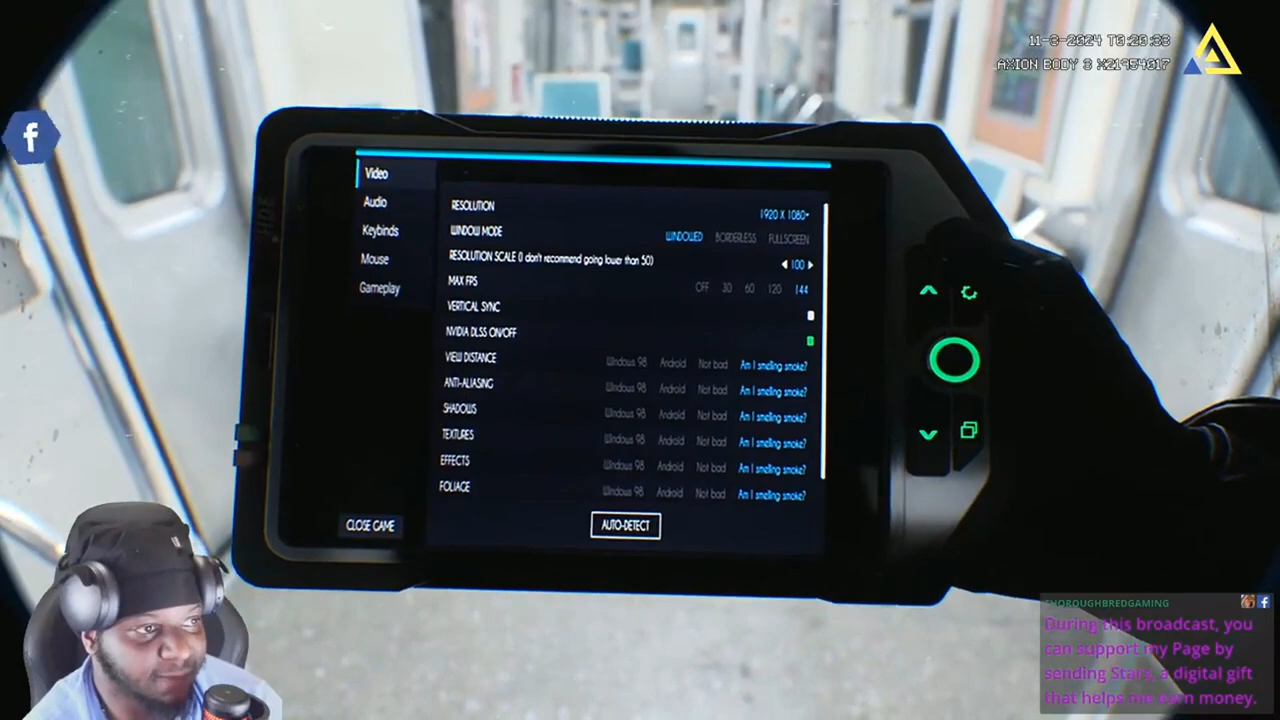 11-8-2024 T0:20:38
AXION BODY 3 X21954017
f
Video
Audio
Keybinds
Mouse
Gameplay
CLOSE GAME
RESOLUTION 1920 X 1080
WINDOW MODE WINDOWED BORDERLESS FULLSCREEN
RESOLUTION SCALE (I don't recommend going lower than 50) 100
MAX FPS OFF 30 60 120 144
VERTICAL SYNC
NVIDIA DLSS ON/OFF
VIEW DISTANCE Windows 98 Android Not bad Am I smelling smoke?
ANTI-ALIASING Windows 98 Android Not bad Am I smelling smoke?
SHADOWS Windows 98 Android Not bad Am I smelling smoke?
TEXTURES Windows 98 Android Not bad Am I smelling smoke?
EFFECTS Windows 98 Android Not bad Am I smelling smoke?
FOLIAGE Windows 98 Android Not bad Am I smelling smoke?
AUTO-DETECT
THOROUGHBREDGAMING
During this broadcast, you
can support my Page by
sending Stars, a digital gift
that helps me earn money.